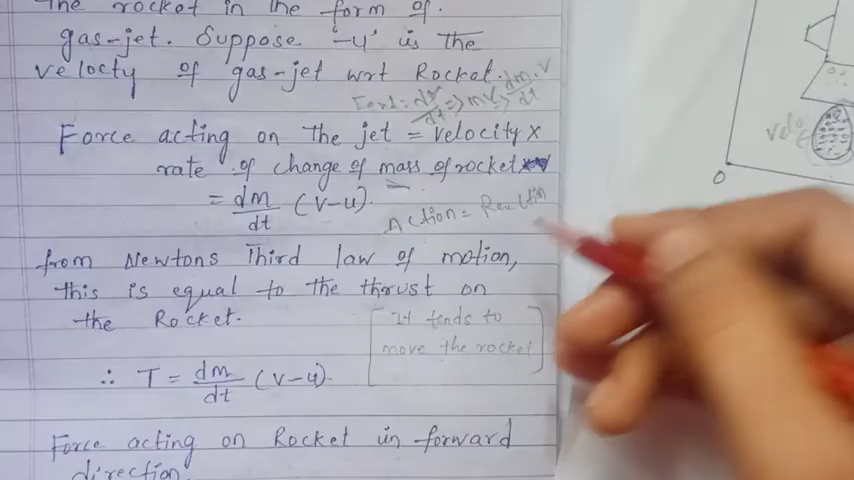 the rocket in the form of
gas-jet. Suppose '-u' is the
velocty of gas-jet wrt Rocket.
dm/dt . V
Force acting on the jet = velocity ×
rate of change of mass of rocket
= dm/dt (V-u).
Action = Reaction
from Newtons Third law of motion,
this is equal to the thrust on
the Rocket.
[It tends to
move the rocket]
∴ T = dm/dt (V-u).
Force acting on Rocket in forward
direction.
velo
O